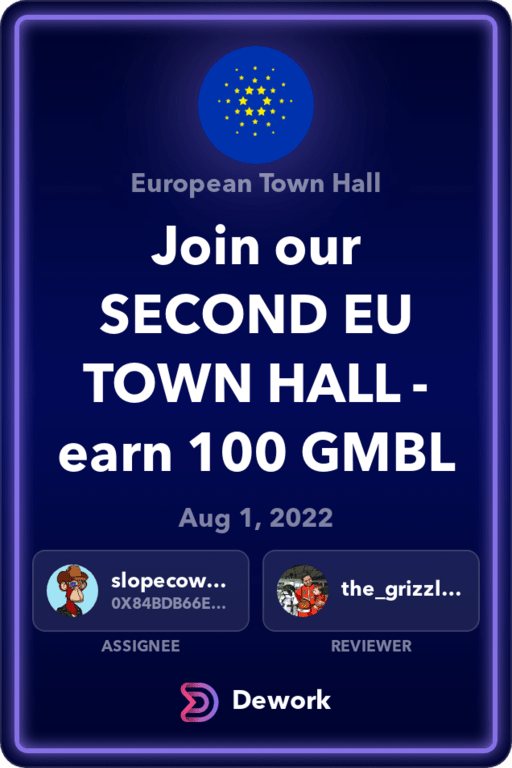 European Town Hall
Join our
SECOND EU
TOWN HALL -
earn 100 GMBL
Aug 1, 2022
slopecow...
0X84BDB66E...
the_grizzl...
ASSIGNEE
REVIEWER
Dework